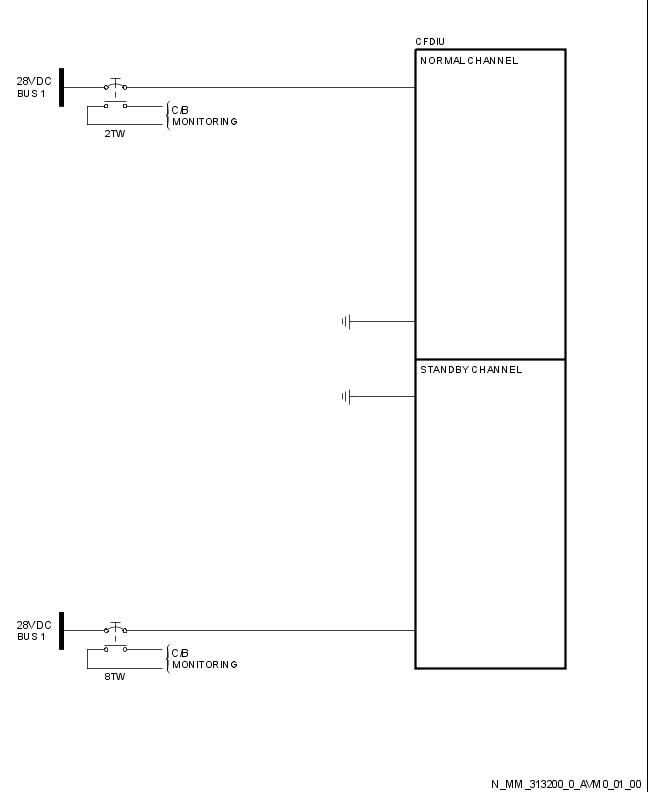 CFDIU
NORMAL CHANNEL
28VDC
BUS 1
C/B
MONITORING
2TW
STANDBY CHANNEL
28VDC
BUS 1
C/B
MONITORING
8TW
N_MM_313200_0_AVM0_01_00